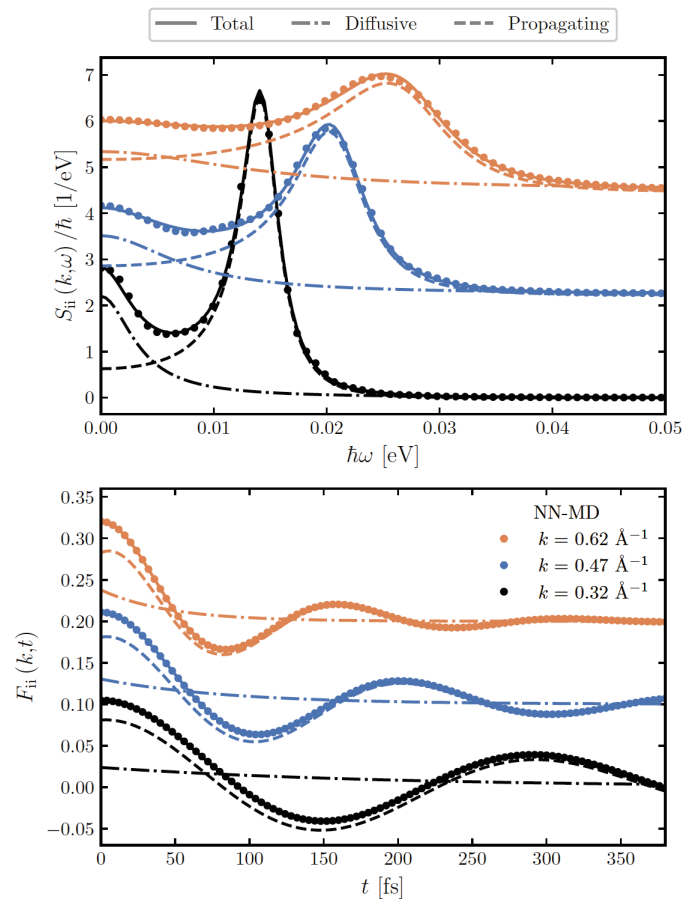 Total Diffusive Propagating
7
6
5
4
3
2
1
0
S_ii(k,ω)/ħ [1/eV]
0.00 0.01 0.02 0.03 0.04 0.05
ħω [eV]
0.35
0.30
0.25
0.20
0.15
0.10
0.05
0.00
−0.05
F_ii(k,t)
NN-MD
k = 0.62 Å⁻¹
k = 0.47 Å⁻¹
k = 0.32 Å⁻¹
0 50 100 150 200 250 300 350
t [fs]